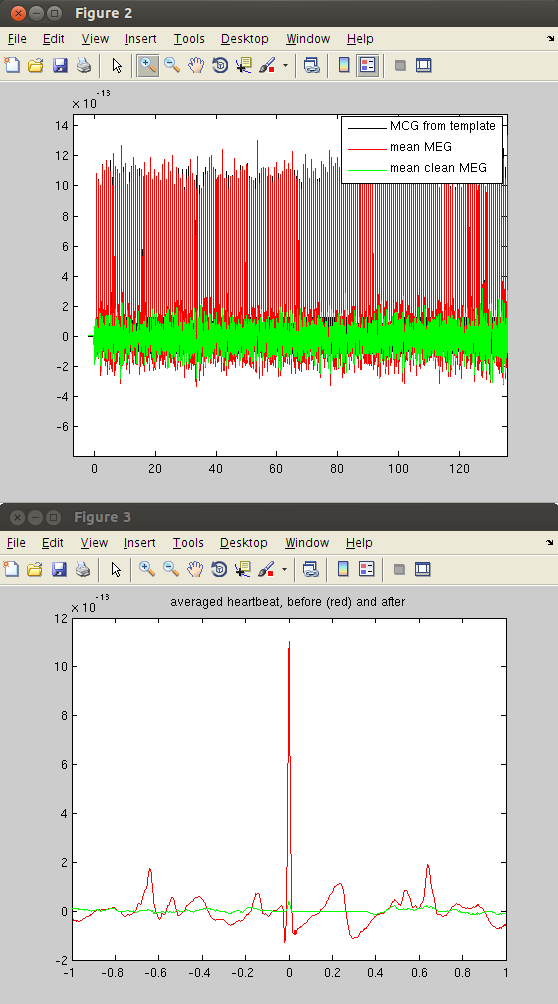 Figure 2
File Edit View Insert Tools Desktop Window Help
× 10⁻¹³
14
12
10
8
6
4
2
0
-2
-4
-6
0 20 40 60 80 100 120
MCG from template
mean MEG
mean clean MEG
Figure 3
File Edit View Insert Tools Desktop Window Help
× 10⁻¹³
averaged heartbeat, before (red) and after
12
10
8
6
4
2
0
-2
-1 -0.8 -0.6 -0.4 -0.2 0 0.2 0.4 0.6 0.8 1